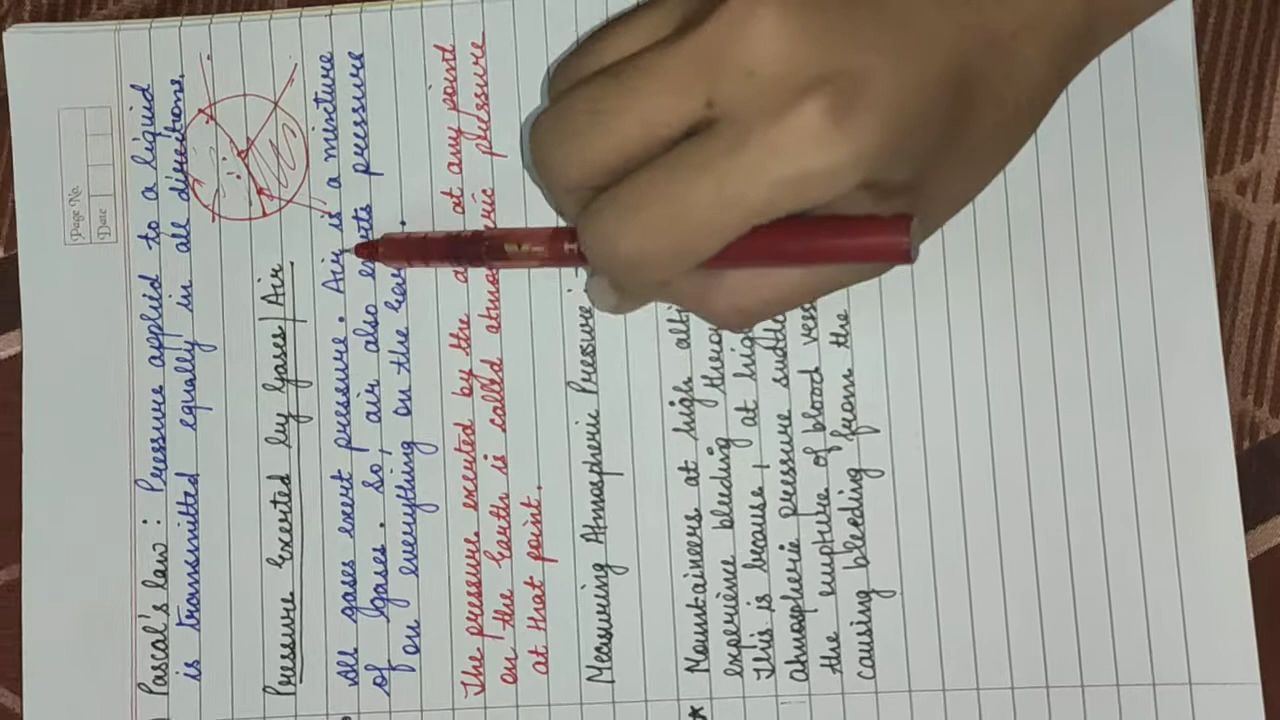 Page No.
Date
Pascal's law : Pressure applied to a liquid
is transmitted equally in all directions.
Pressure Exerted by Gases / Air
All gases exert pressure. Air is a mixture
of gases. So, air also exerts pressure
on everything on the
The pressure exerted by the at any point
on the Earth is called pressure
at that point.
Measuring Atmospheric Pressure
* Mountaineers at high
experience bleeding
This is because, at
atmospheric pressure
the rupture of blood
causing bleeding from the